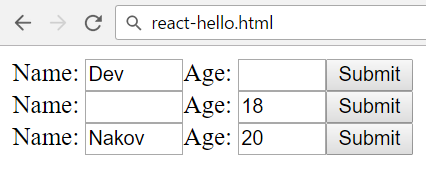 react-hello.html
Name: Dev Age: Submit
Name: Age: 18 Submit
Name: Nakov Age: 20 Submit